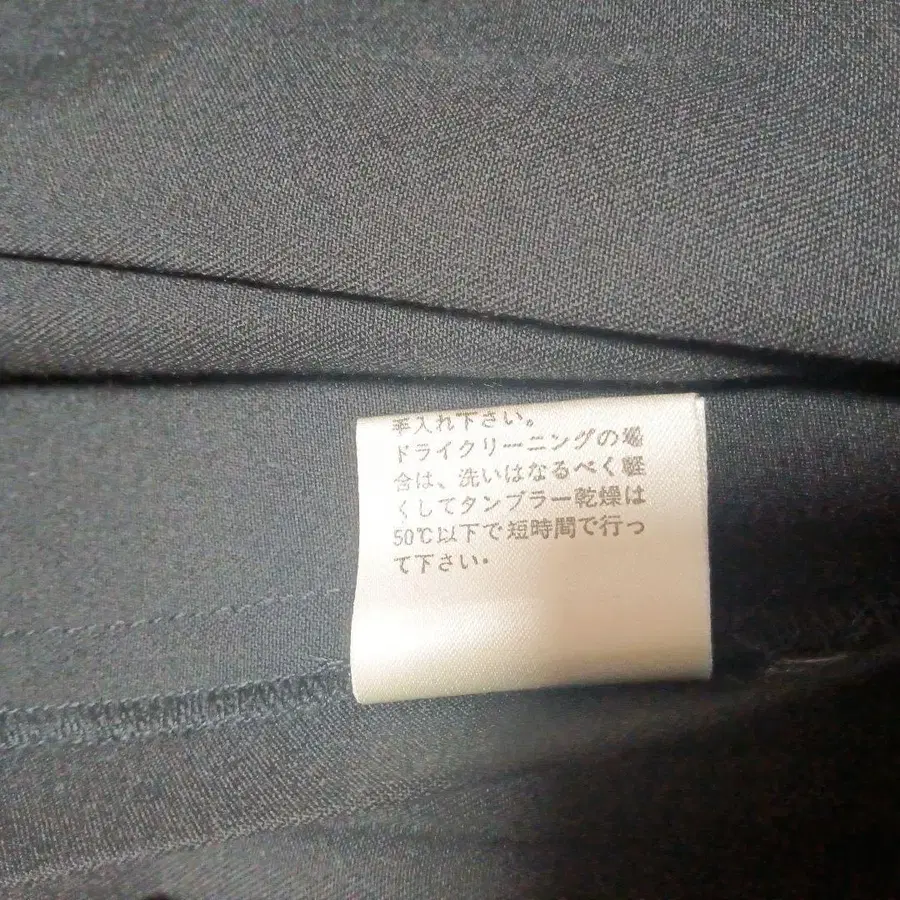 手入れ下さい。
ドライクリーニングの場
合は、洗いはなるべく軽
くしてタンブラー乾燥は
50℃以下で短時間で行っ
て下さい。